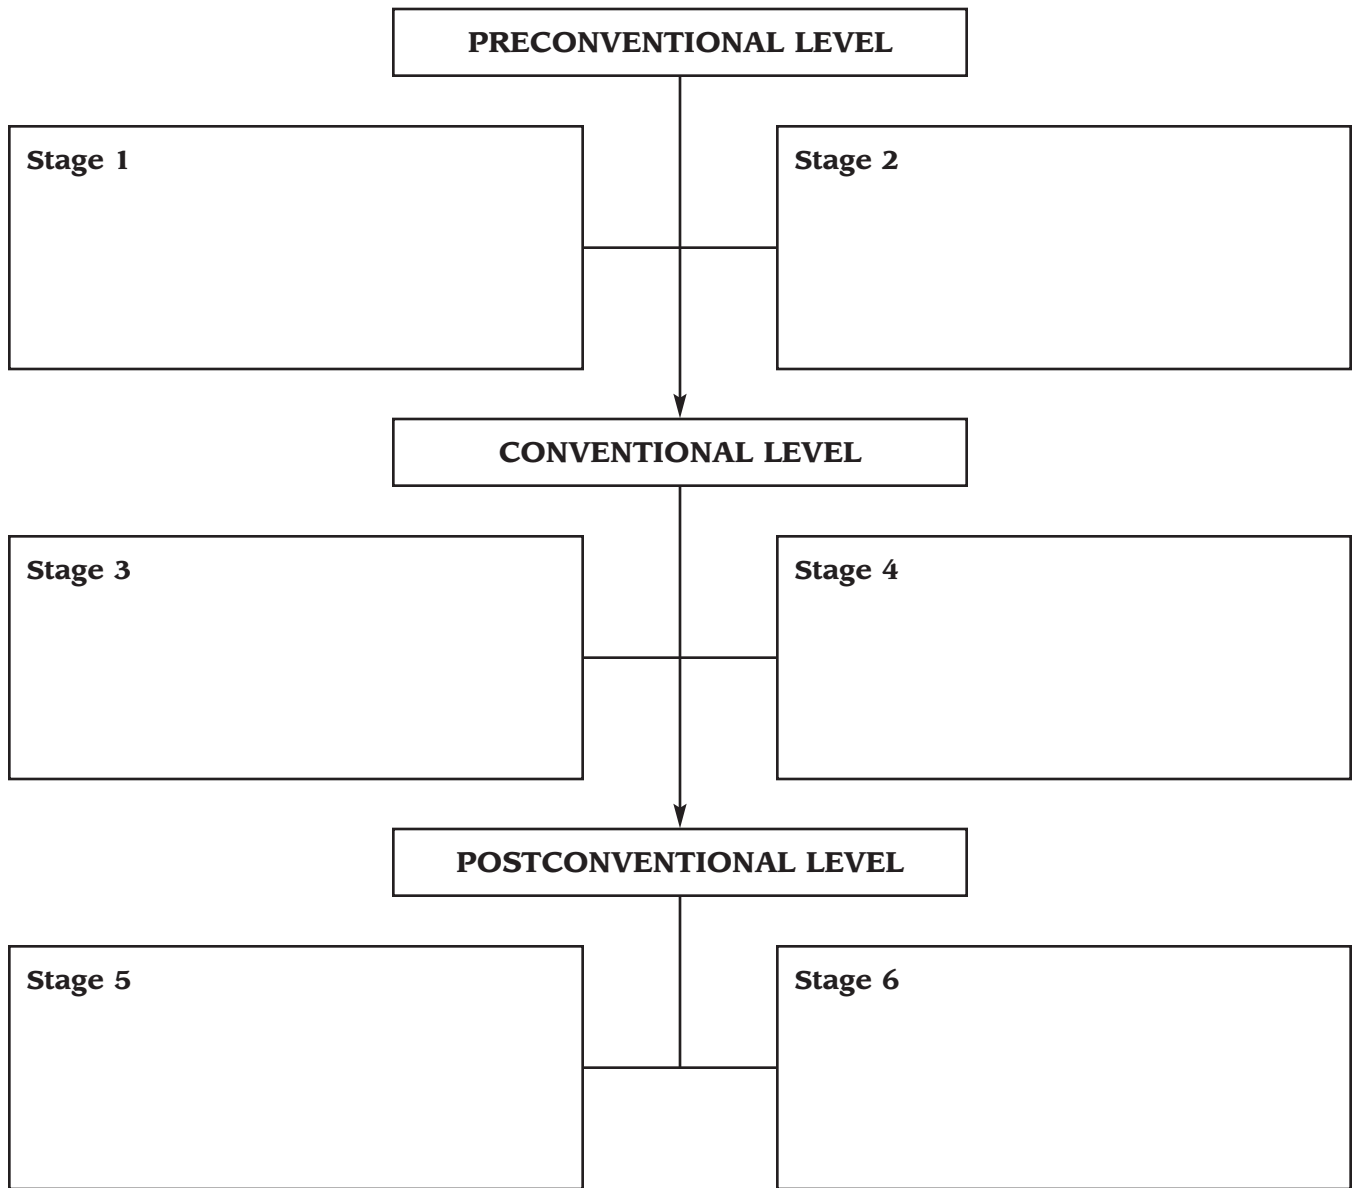 PRECONVENTIONAL LEVEL
Stage 1
Stage 2
CONVENTIONAL LEVEL
Stage 3
Stage 4
POSTCONVENTIONAL LEVEL
Stage 5
Stage 6